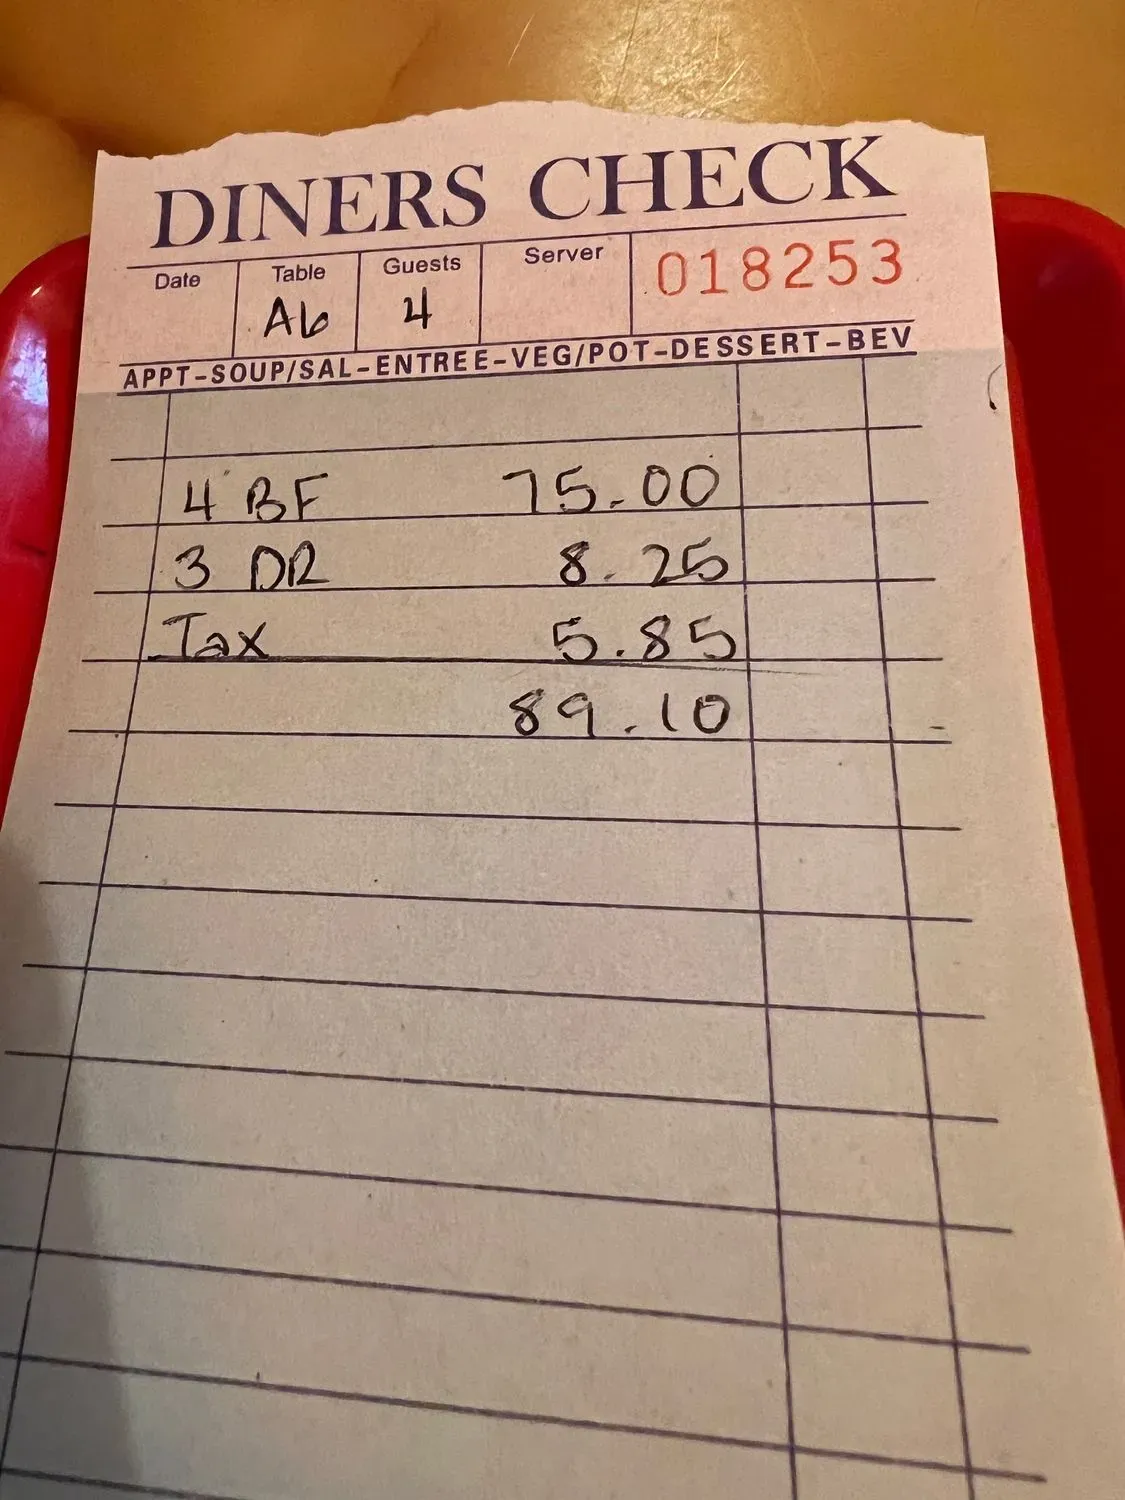 DINERS CHECK
Date Table Guests Server 018253
A6 4
APPT-SOUP/SAL-ENTREE-VEG/POT-DESSERT-BEV
4 BF 75.00
3 DR 8.25
Tax 5.85
89.10